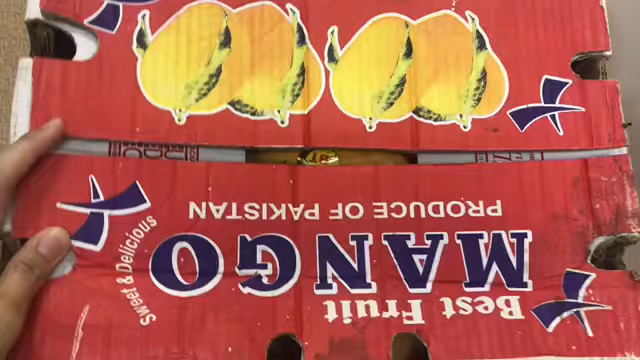 Best Fruit
MANGO
Sweet & Delicious
PRODUCE OF PAKISTAN